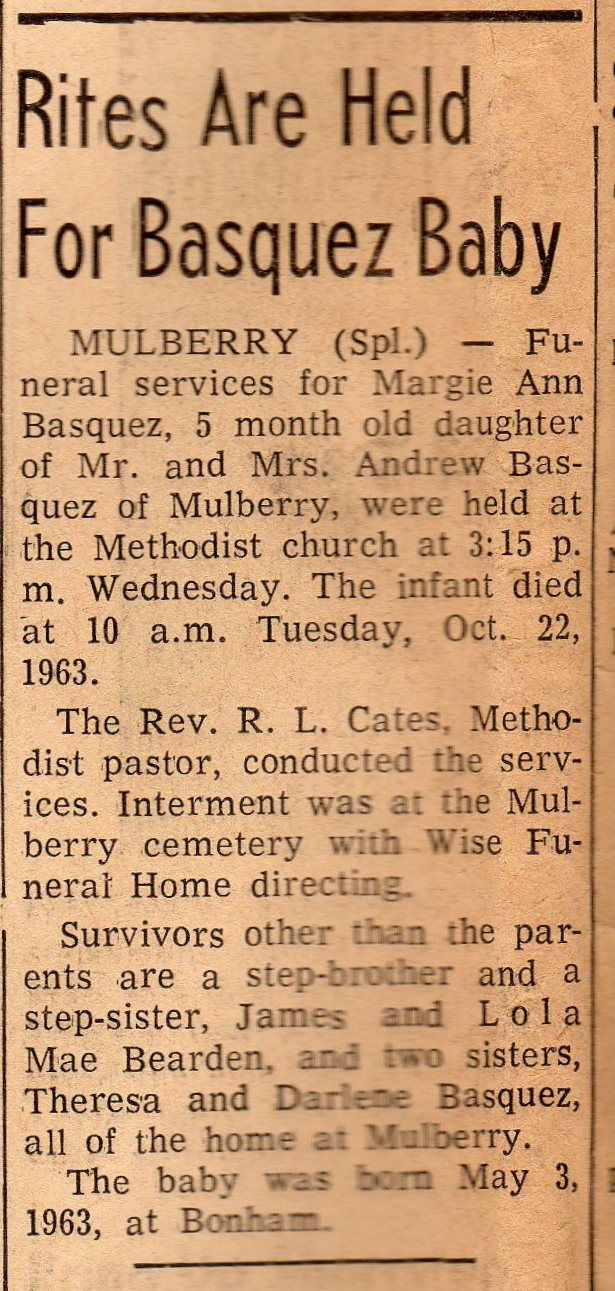 Rites Are Held
For Basquez Baby
MULBERRY (Spl.) — Fu-
neral services for Margie Ann
Basquez, 5 month old daughter
of Mr. and Mrs. Andrew Bas-
quez of Mulberry, were held at
the Methodist church at 3:15 p.
m. Wednesday. The infant died
at 10 a.m. Tuesday, Oct. 22,
1963.
The Rev. R. L. Cates, Metho-
dist pastor, conducted the serv-
ices. Interment was at the Mul-
berry cemetery with Wise Fu-
neral Home directing.
Survivors other than the par-
ents are a step-brother and a
step-sister, James and Lola
Mae Bearden, and two sisters,
Theresa and Darlene Basquez,
all of the home at Mulberry.
The baby was born May 3,
1963, at Bonham.